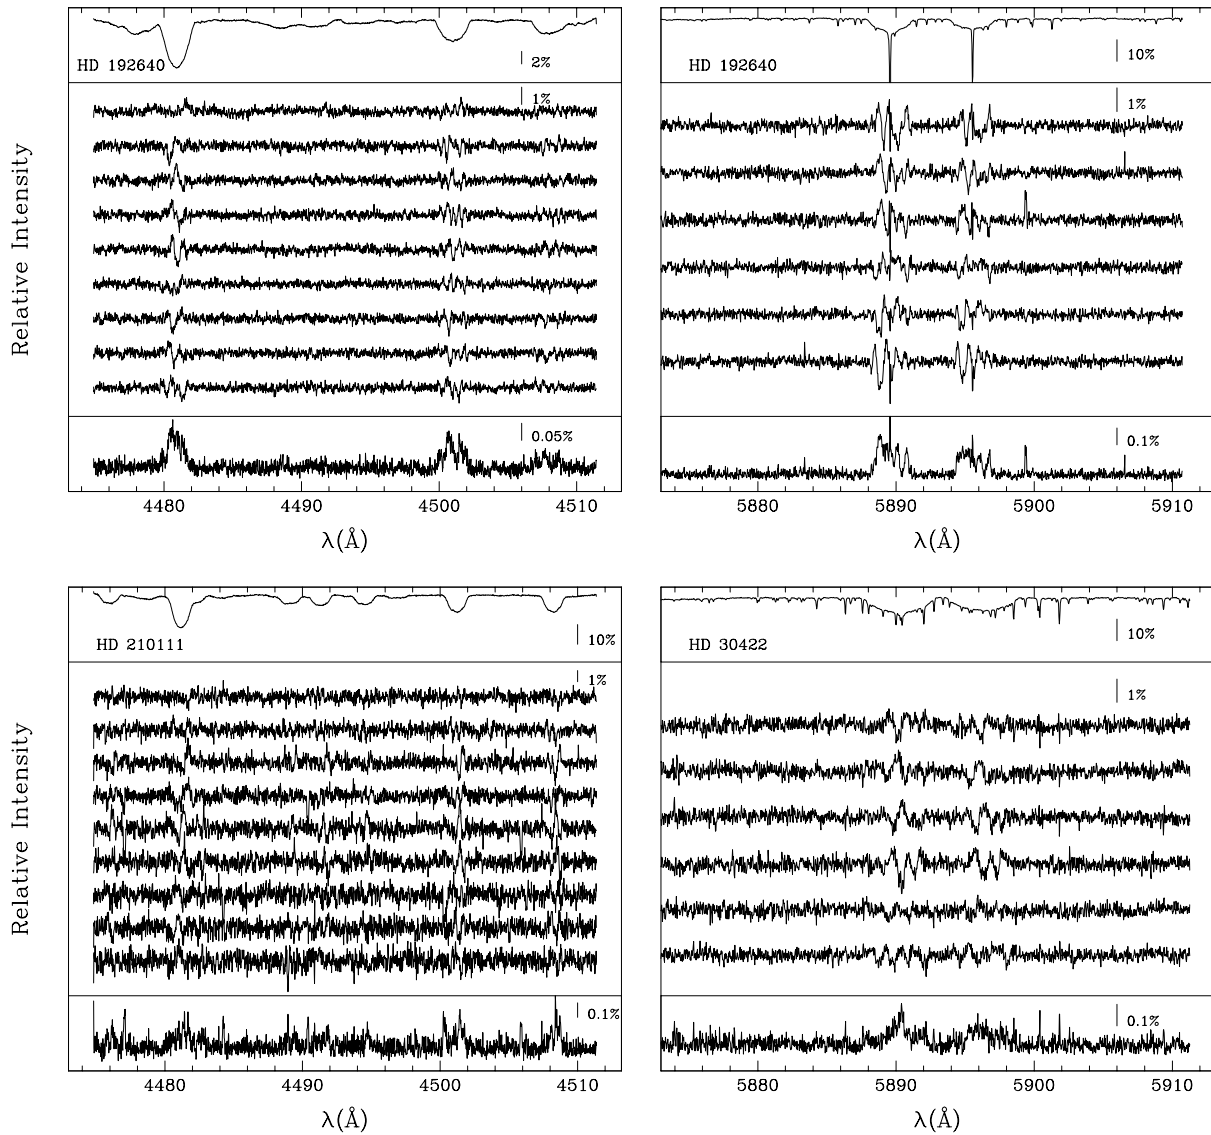 HD 192640
2%
1%
0.05%
Relative Intensity
4480 4490 4500 4510
λ(Å)
HD 192640
10%
1%
0.1%
5880 5890 5900 5910
λ(Å)
HD 210111
10%
1%
0.1%
Relative Intensity
4480 4490 4500 4510
λ(Å)
HD 30422
10%
1%
0.1%
5880 5890 5900 5910
λ(Å)